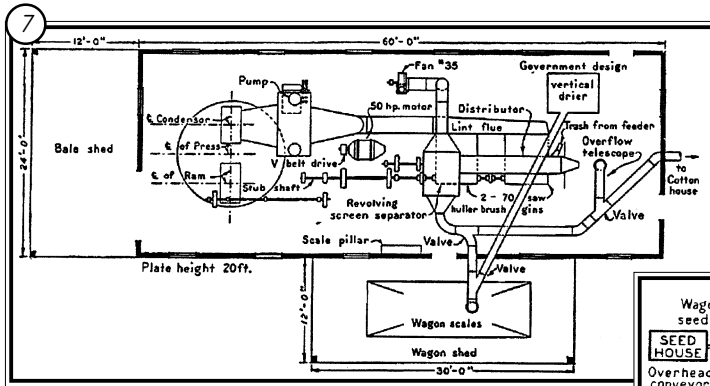 7
12'-0"
60'-0"
Fan #35
Government design
vertical
drier
Pump
50 hp. motor
Distributor
Lint flue
Trash from feeder
Overflow
telescope
℄ Condensor
24'-0"
Bale shed
℄ of Press
V belt drive
to
Cotton
house
℄ of Ram
Stub shaft
Revolving
screen separator
2 - 70 saw
huller brush gins
Valve
Valve
Scale pillar
Plate height 20ft.
Valve
12'-0"
Wagon scales
Wagon shed
30'-0"
SEED
HOUSE